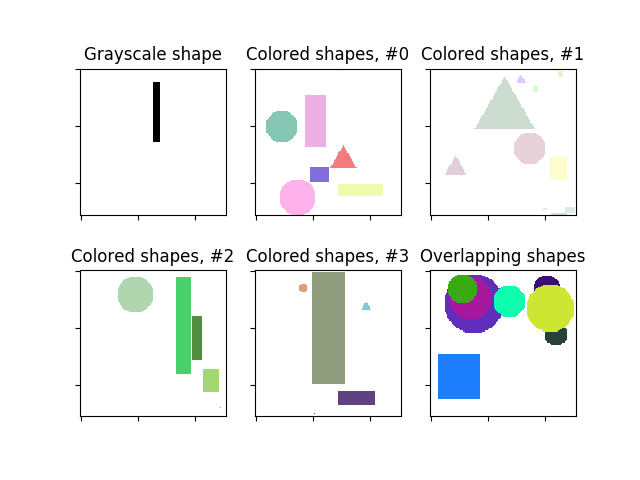 Grayscale shape
Colored shapes, #0
Colored shapes, #1
Colored shapes, #2
Colored shapes, #3
Overlapping shapes